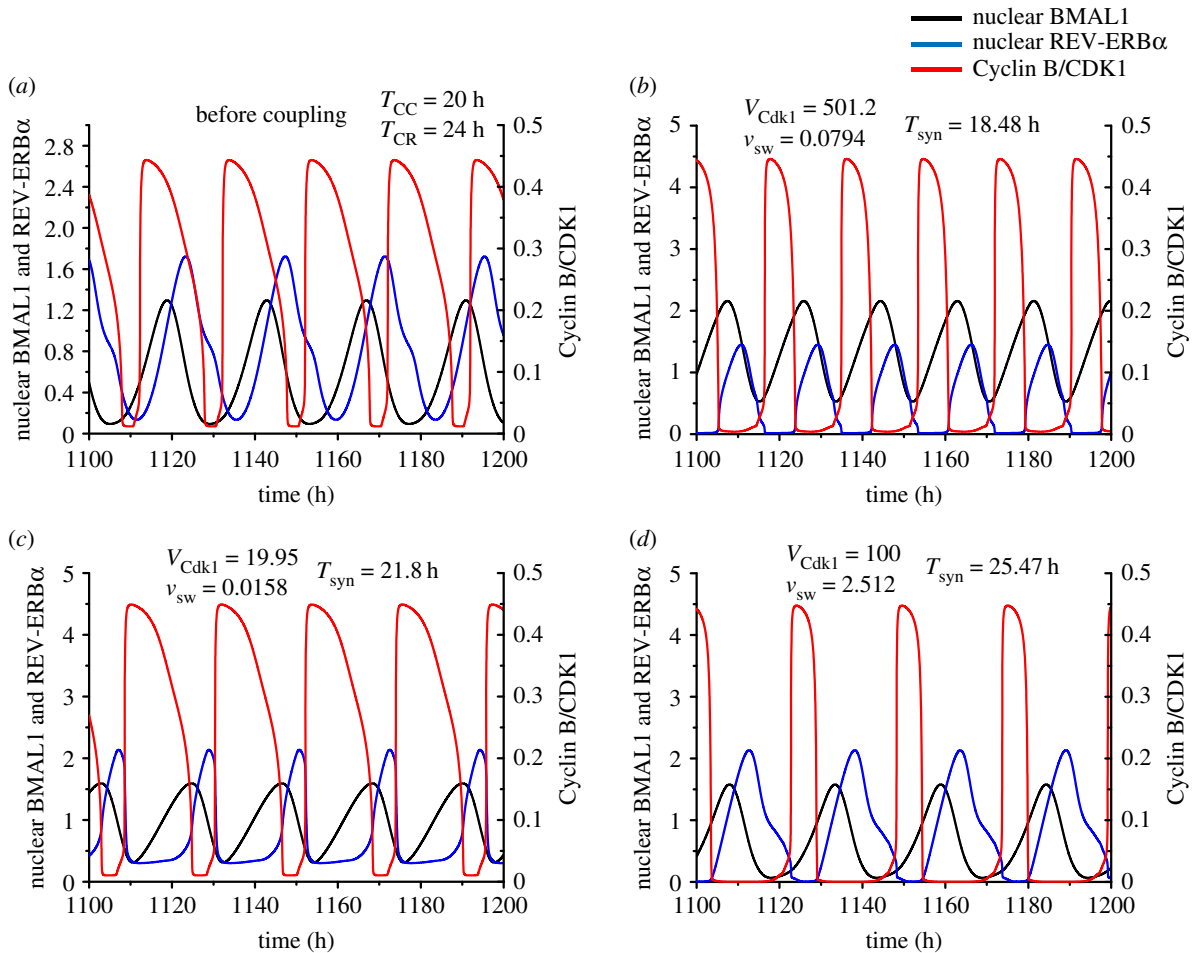 nuclear BMAL1
nuclear REV-ERBα
Cyclin B/CDK1
(a)
before coupling
T_CC = 20 h
T_CR = 24 h
nuclear BMAL1 and REV-ERBα
2.8
2.4
2.0
1.6
1.2
0.8
0.4
0
0.5
0.4
0.3
0.2
0.1
0
Cyclin B/CDK1
1100 1120 1140 1160 1180 1200
time (h)
(b)
V_Cdk1 = 501.2
v_sw = 0.0794
T_syn = 18.48 h
nuclear BMAL1 and REV-ERBα
5
4
3
2
1
0
0.5
0.4
0.3
0.2
0.1
0
Cyclin B/CDK1
1100 1120 1140 1160 1180 1200
time (h)
(c)
V_Cdk1 = 19.95
v_sw = 0.0158
T_syn = 21.8 h
nuclear BMAL1 and REV-ERBα
5
4
3
2
1
0
0.5
0.4
0.3
0.2
0.1
0
Cyclin B/CDK1
1100 1120 1140 1160 1180 1200
time (h)
(d)
V_Cdk1 = 100
v_sw = 2.512
T_syn = 25.47 h
nuclear BMAL1 and REV-ERBα
5
4
3
2
1
0
0.5
0.4
0.3
0.2
0.1
0
Cyclin B/CDK1
1100 1120 1140 1160 1180 1200
time (h)